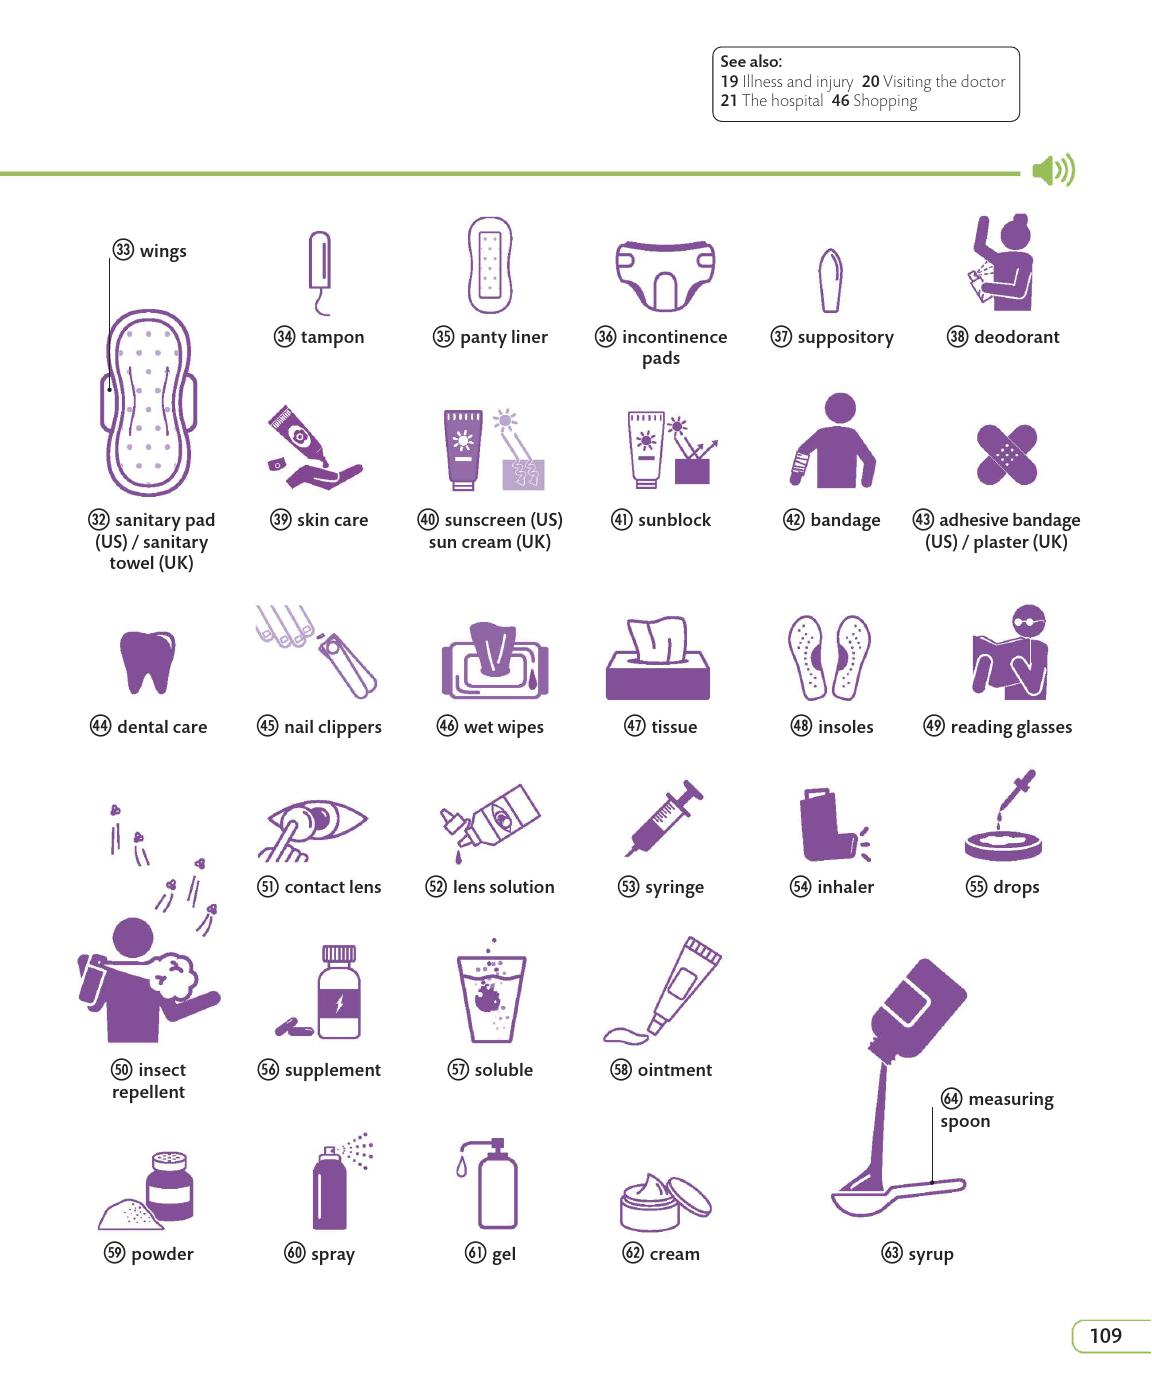 See also:
19 Illness and injury 20 Visiting the doctor
21 The hospital 46 Shopping
33 wings
34 tampon
35 panty liner
36 incontinence
pads
37 suppository
38 deodorant
32 sanitary pad
(US) / sanitary
towel (UK)
39 skin care
40 sunscreen (US)
sun cream (UK)
41 sunblock
42 bandage
43 adhesive bandage
(US) / plaster (UK)
44 dental care
45 nail clippers
46 wet wipes
47 tissue
48 insoles
49 reading glasses
51 contact lens
52 lens solution
53 syringe
54 inhaler
55 drops
50 insect
repellent
56 supplement
57 soluble
58 ointment
64 measuring
spoon
59 powder
60 spray
61 gel
62 cream
63 syrup
109